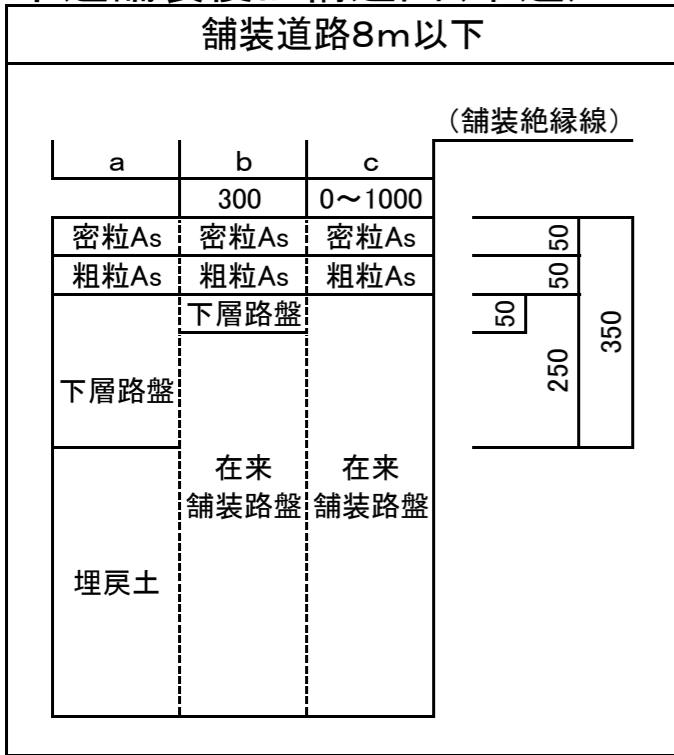 舗装道路8m以下
(舗装絶縁線)
a b c
300 0～1000
密粒As 密粒As 密粒As 50
粗粒As 粗粒As 粗粒As 50
下層路盤 50
350
250
下層路盤
在来 在来
舗装路盤 舗装路盤
埋戻土